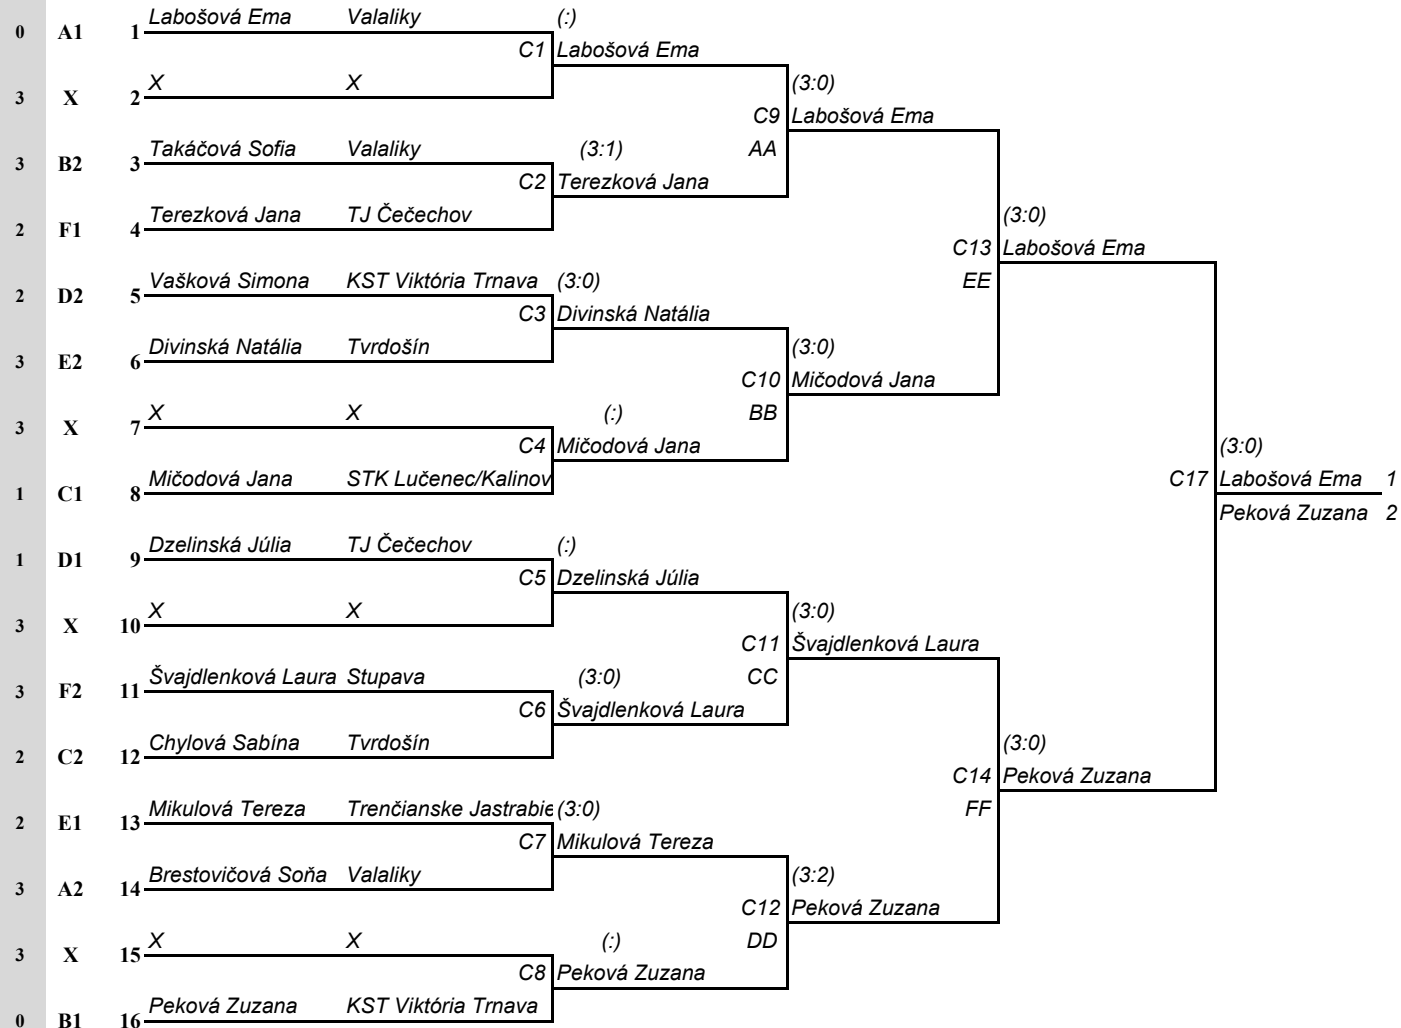 Labošová Ema Valaliky (:)
0 A1 1
C1 Labošová Ema
X X (3:0)
3 X 2
C9 Labošová Ema
Takáčová Sofia Valaliky (3:1) AA
3 B2 3
C2 Terezková Jana
Terezková Jana TJ Čečechov (3:0)
2 F1 4
C13 Labošová Ema
Vašková Simona KST Viktória Trnava (3:0) EE
2 D2 5
C3 Divinská Natália
Divinská Natália Tvrdošín (3:0)
3 E2 6
C10 Mičodová Jana
X X (:) BB
3 X 7
C4 Mičodová Jana (3:0)
Mičodová Jana STK Lučenec/Kalinov C17 Labošová Ema 1
1 C1 8
Peková Zuzana 2
Dzelinská Júlia TJ Čečechov (:)
1 D1 9
C5 Dzelinská Júlia
X X (3:0)
3 X 10
C11 Švajdlenková Laura
Švajdlenková Laura Stupava (3:0) CC
3 F2 11
C6 Švajdlenková Laura
Chylová Sabína Tvrdošín (3:0)
2 C2 12
C14 Peková Zuzana
Mikulová Tereza Trenčianske Jastrabie (3:0) FF
2 E1 13
C7 Mikulová Tereza
Brestovičová Soňa Valaliky (3:2)
3 A2 14
C12 Peková Zuzana
X X (:) DD
3 X 15
C8 Peková Zuzana
Peková Zuzana KST Viktória Trnava
0 B1 16